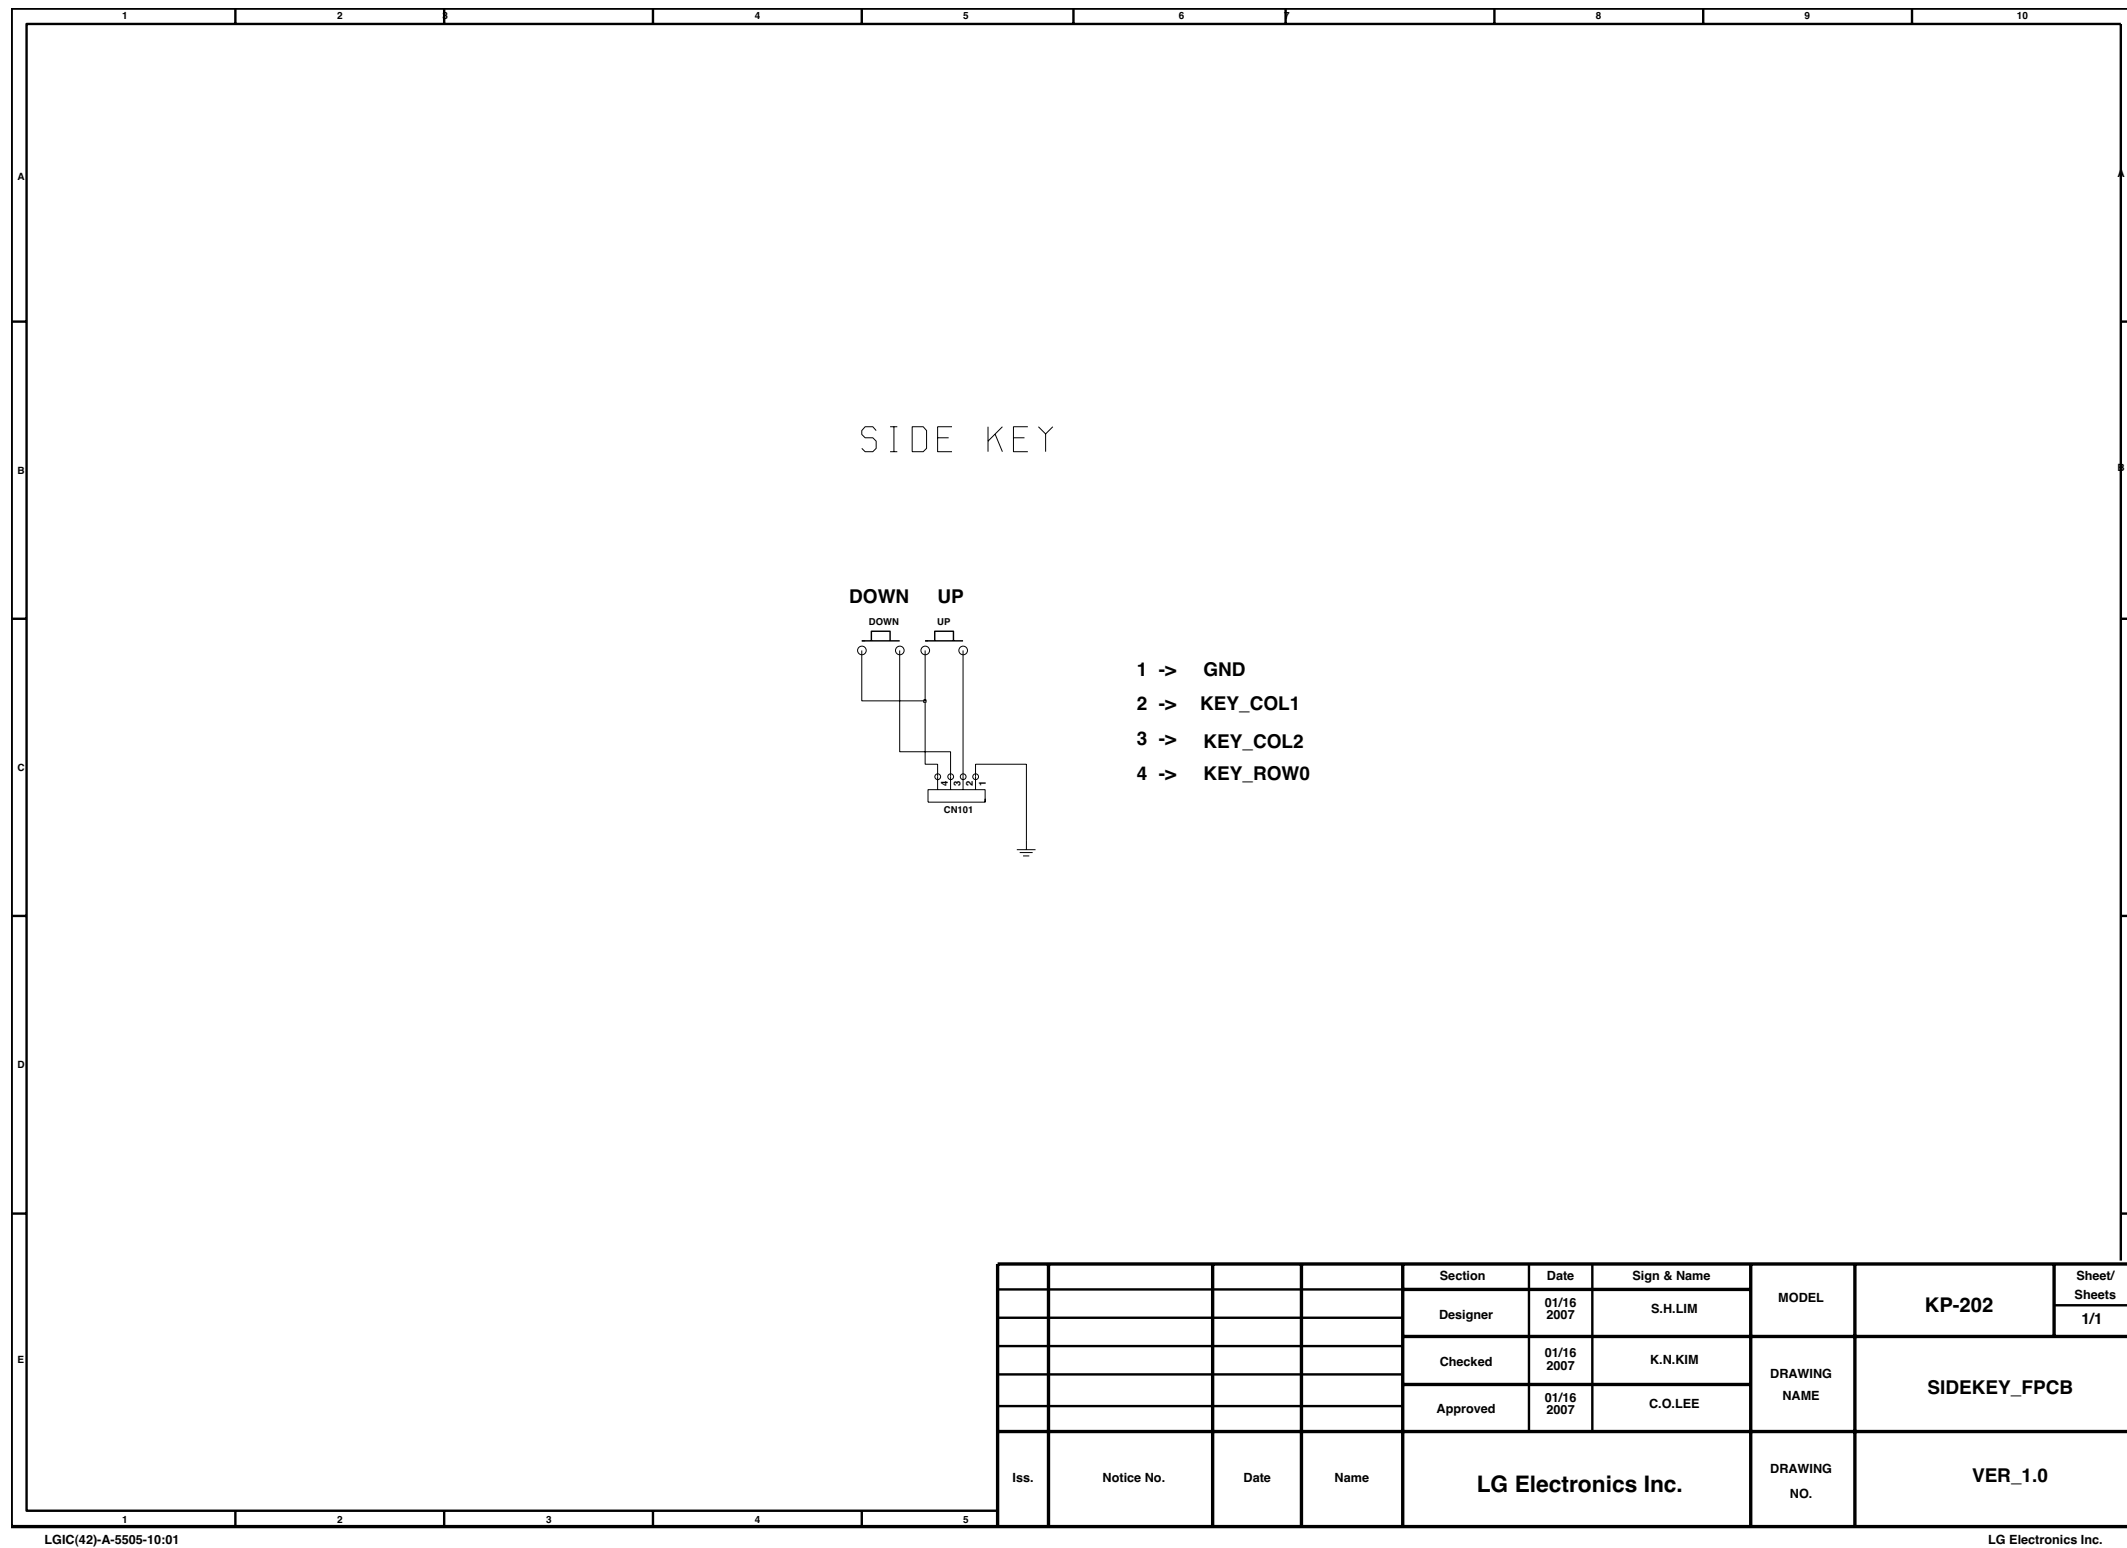 1 2 3 4 5 6 7 8 9 10
A A
SIDE KEY
B B
DOWN UP
DOWN UP
1 -> GND
2 -> KEY_COL1
3 -> KEY_COL2
4 -> KEY_ROW0
C
4 3 2 1
CN101
D
Section Date Sign & Name
MODEL KP-202
Sheet/
Sheets
1/1
Designer 01/16 2007 S.H.LIM
Checked 01/16 2007 K.N.KIM
E
DRAWING NAME SIDEKEY_FPCB
Approved 01/16 2007 C.O.LEE
Iss. Notice No. Date Name LG Electronics Inc.
DRAWING NO. VER_1.0
1 2 3 4 5
LGIC(42)-A-5505-10:01 LG Electronics Inc.